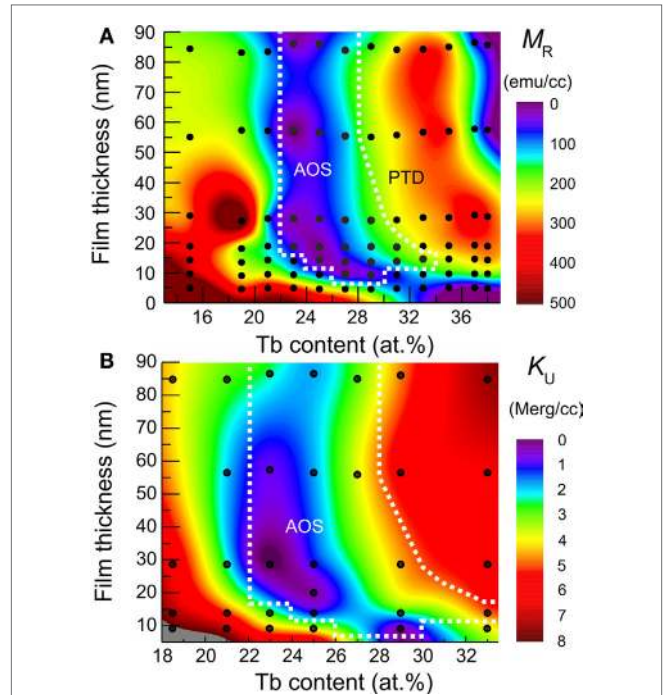 A
M_R
(emu/cc)
Film thickness (nm)
90
80
70
60
50
40
30
20
10
0
AOS
PTD
16 20 24 28 32 36
Tb content (at.%)
0
100
200
300
400
500
B
K_U
(Merg/cc)
Film thickness (nm)
90
80
70
60
50
40
30
20
10
AOS
18 20 22 24 26 28 30 32
Tb content (at.%)
0
1
2
3
4
5
6
7
8